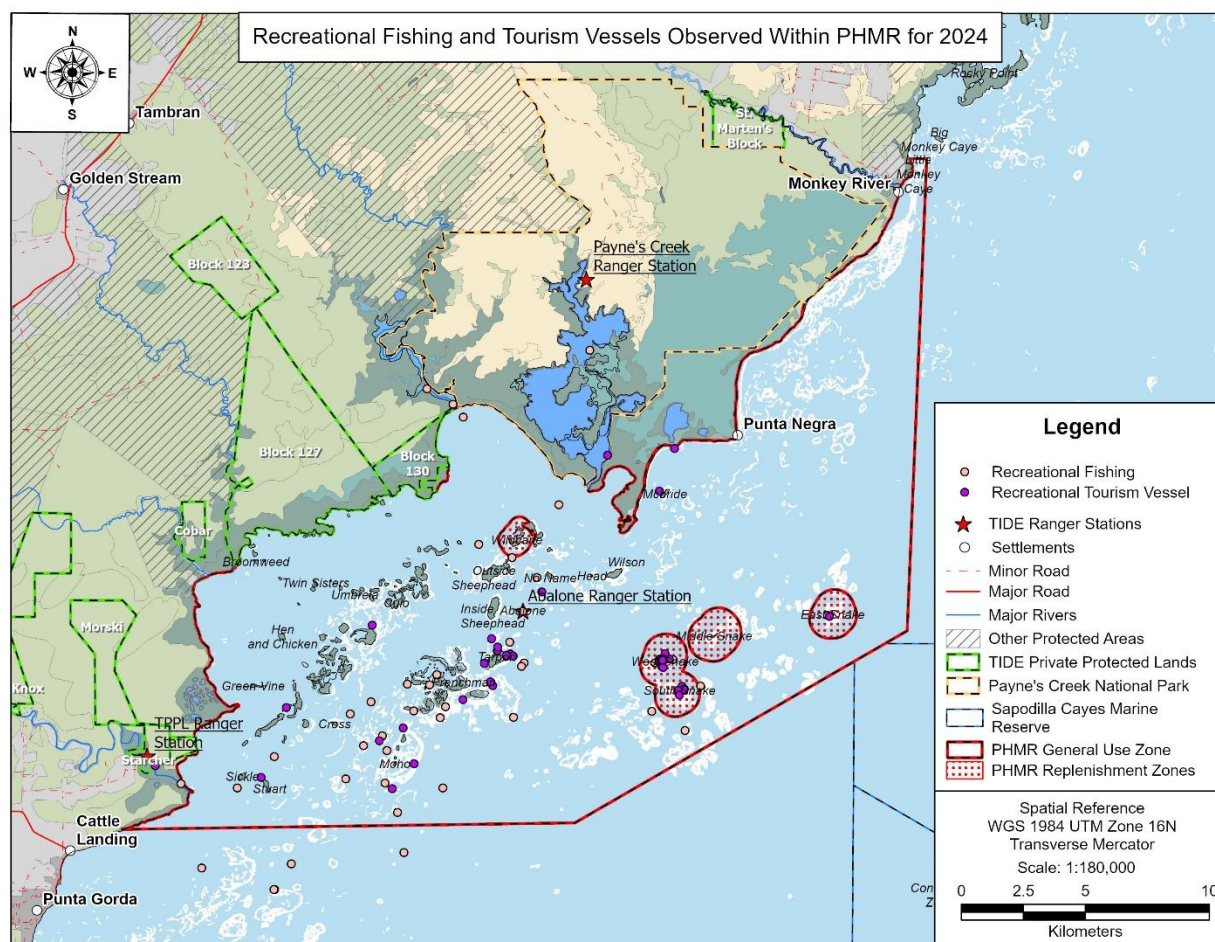 Recreational Fishing and Tourism Vessels Observed Within PHMR for 2024
N
W
E
S
Rocky Point
Tambran
St.
Marten's
Block
Big
Monkey Caye
Little
Monkey
Caye
Golden Stream
Monkey River
Payne's Creek
Ranger Station
Block 123
Punta Negra
Block 127
Block
130
McBride
Cobar
Wildcane
Broomweed
Outside
Sheephead
No Name
Head
Wilson
Twin Sisters
Umbrela
Abalone Ranger Station
Inside
Sheephead
Abalone
East Snake
Morski
Hen
and Chicken
Middle Snake
West Snake
South Snake
Knox
Green Vine
Frenchman
TPPL Ranger
Station
Cross
Starcher
Moho
Sickle
Stuart
Cattle
Landing
Punta Gorda
Legend
Recreational Fishing
Recreational Tourism Vessel
TIDE Ranger Stations
Settlements
Minor Road
Major Road
Major Rivers
Other Protected Areas
TIDE Private Protected Lands
Payne's Creek National Park
Sapodilla Cayes Marine
Reserve
PHMR General Use Zone
PHMR Replenishment Zones
Spatial Reference
WGS 1984 UTM Zone 16N
Transverse Mercator
Scale: 1:180,000
0 2.5 5 10
Kilometers